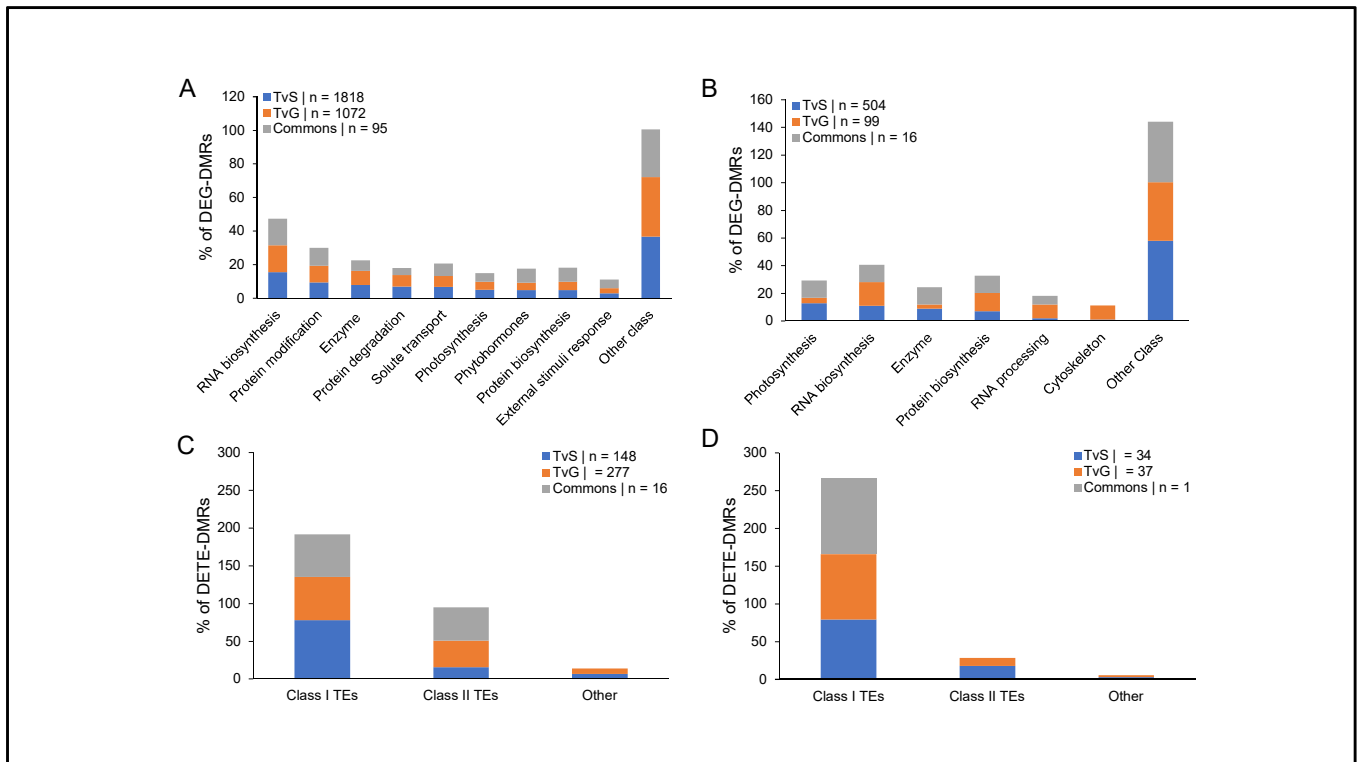 A
% of DEG-DMRs
TvS | n = 1818
TvG | n = 1072
Commons | n = 95
120
100
80
60
40
20
0
RNA biosynthesis
Protein modification
Enzyme
Protein degradation
Solute transport
Photosynthesis
Phytohormones
Protein biosynthesis
External stimuli response
Other class
B
% of DEG-DMRs
TvS | n = 504
TvG | n = 99
Commons | n = 16
160
140
120
100
80
60
40
20
0
Photosynthesis
RNA biosynthesis
Enzyme
Protein biosynthesis
RNA processing
Cytoskeleton
Other Class
C
% of DETE-DMRs
TvS | n = 148
TvG | = 277
Commons | n = 16
300
250
200
150
100
50
0
Class I TEs
Class II TEs
Other
D
% of DETE-DMRs
TvS | = 34
TvG | = 37
Commons | n = 1
300
250
200
150
100
50
0
Class I TEs
Class II TEs
Other